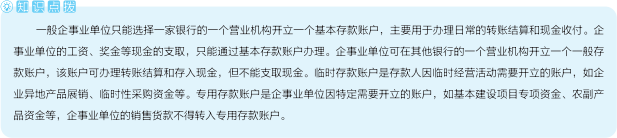 知识点拨
一般企事业单位只能选择一家银行的一个营业机构开立一个基本存款账户，主要用于办理日常的转账结算和现金收付。企
事业单位的工资、奖金等现金的支取，只能通过基本存款账户办理。企事业单位可在其他银行的一个营业机构开立一个一般存
款账户，该账户可办理转账结算和存入现金，但不能支取现金。临时存款账户是存款人因临时经营活动需要开立的账户，如企
业异地产品展销、临时性采购资金等。专用存款账户是企事业单位因特定需要开立的账户，如基本建设项目专项资金、农副产
品资金等，企事业单位的销售货款不得转入专用存款账户。